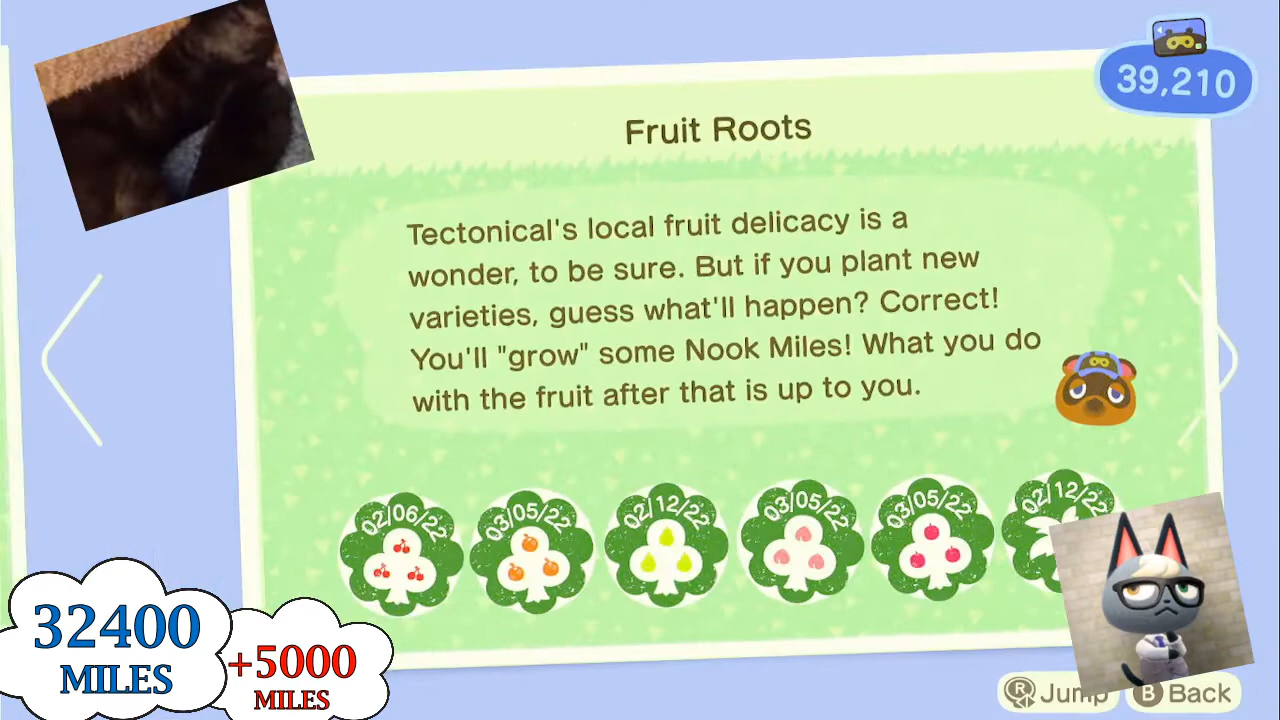 39,210
Fruit Roots
Tectonical's local fruit delicacy is a
wonder, to be sure. But if you plant new
varieties, guess what'll happen? Correct!
You'll "grow" some Nook Miles! What you do
with the fruit after that is up to you.
02/06/22 03/05/22 02/12/22 03/05/22 03/05/22 02/12/22
32400
MILES
+5000
MILES
R Jump B Back